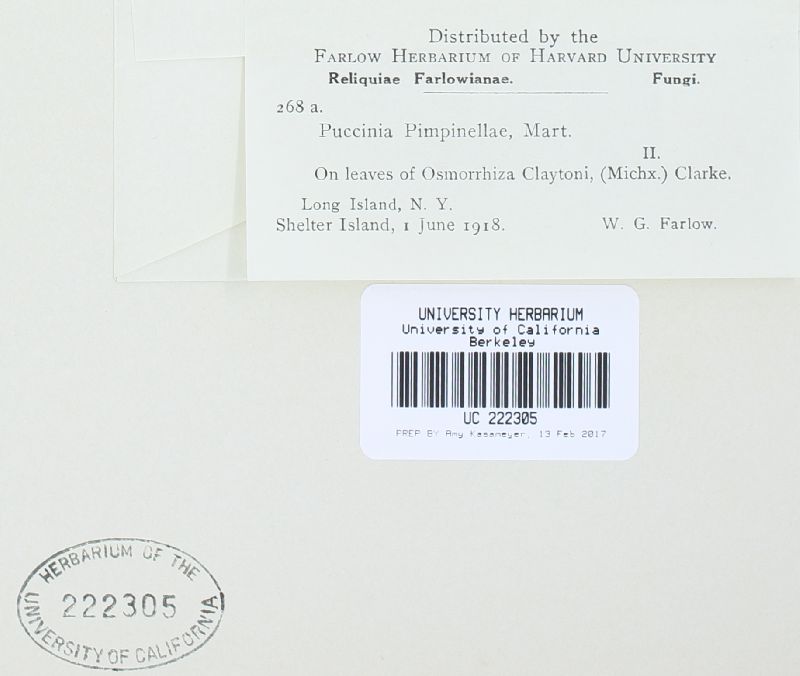 Distributed by the
FARLOW HERBARIUM OF HARVARD UNIVERSITY
Reliquiae Farlowianae. Fungi.
268 a.
Puccinia Pimpinellae, Mart.
II.
On leaves of Osmorrhiza Claytoni, (Michx.) Clarke.
Long Island, N. Y.
Shelter Island, 1 June 1918. W. G. Farlow.
UNIVERSITY HERBARIUM
University of California
Berkeley
UC 222305
PREP BY Amy Kasameyer, 13 Feb 2017
HERBARIUM OF THE
222305
UNIVERSITY OF CALIFORNIA